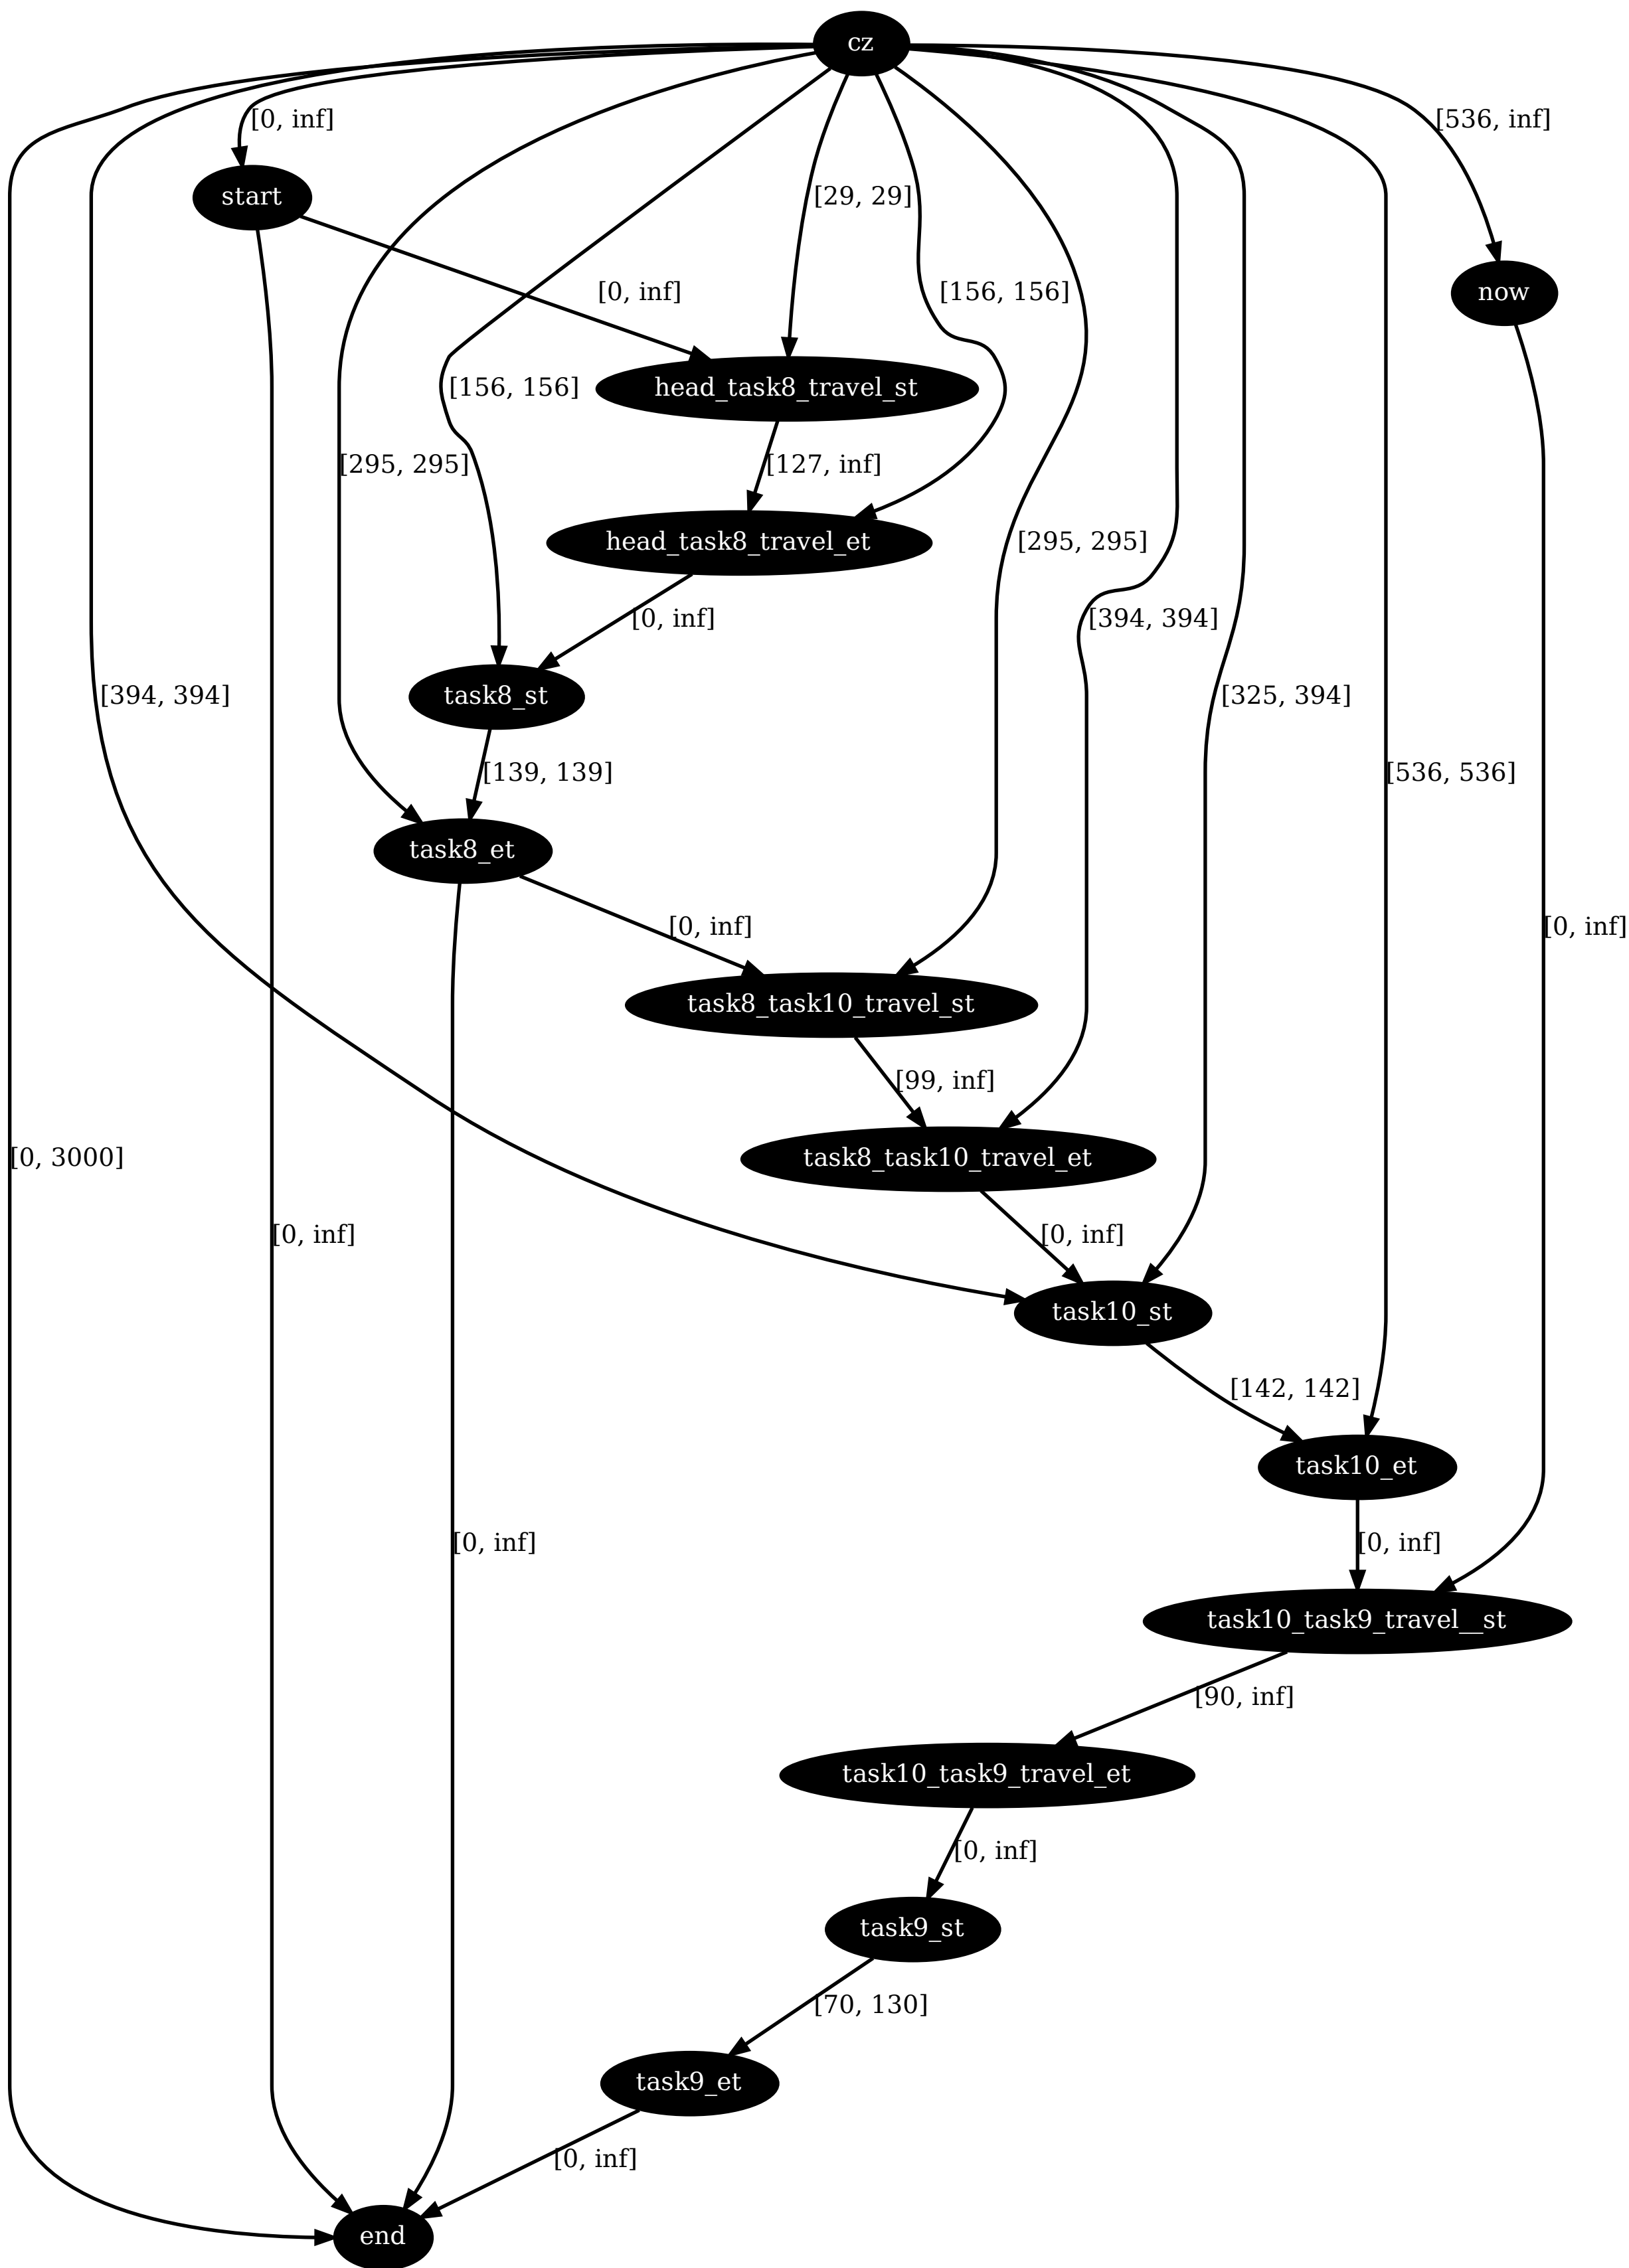 cz
[0, inf]
[536, inf]
start
[29, 29]
[0, inf]
[156, 156]
now
[156, 156]
head_task8_travel_st
[295, 295]
[127, inf]
head_task8_travel_et
[295, 295]
[0, inf]
[394, 394]
[394, 394]
task8_st
[325, 394]
[139, 139]
[536, 536]
task8_et
[0, inf]
[0, inf]
task8_task10_travel_st
[99, inf]
[0, 3000]
task8_task10_travel_et
[0, inf]
[0, inf]
task10_st
[142, 142]
task10_et
[0, inf]
[0, inf]
task10_task9_travel__st
[90, inf]
task10_task9_travel_et
[0, inf]
task9_st
[70, 130]
task9_et
[0, inf]
end